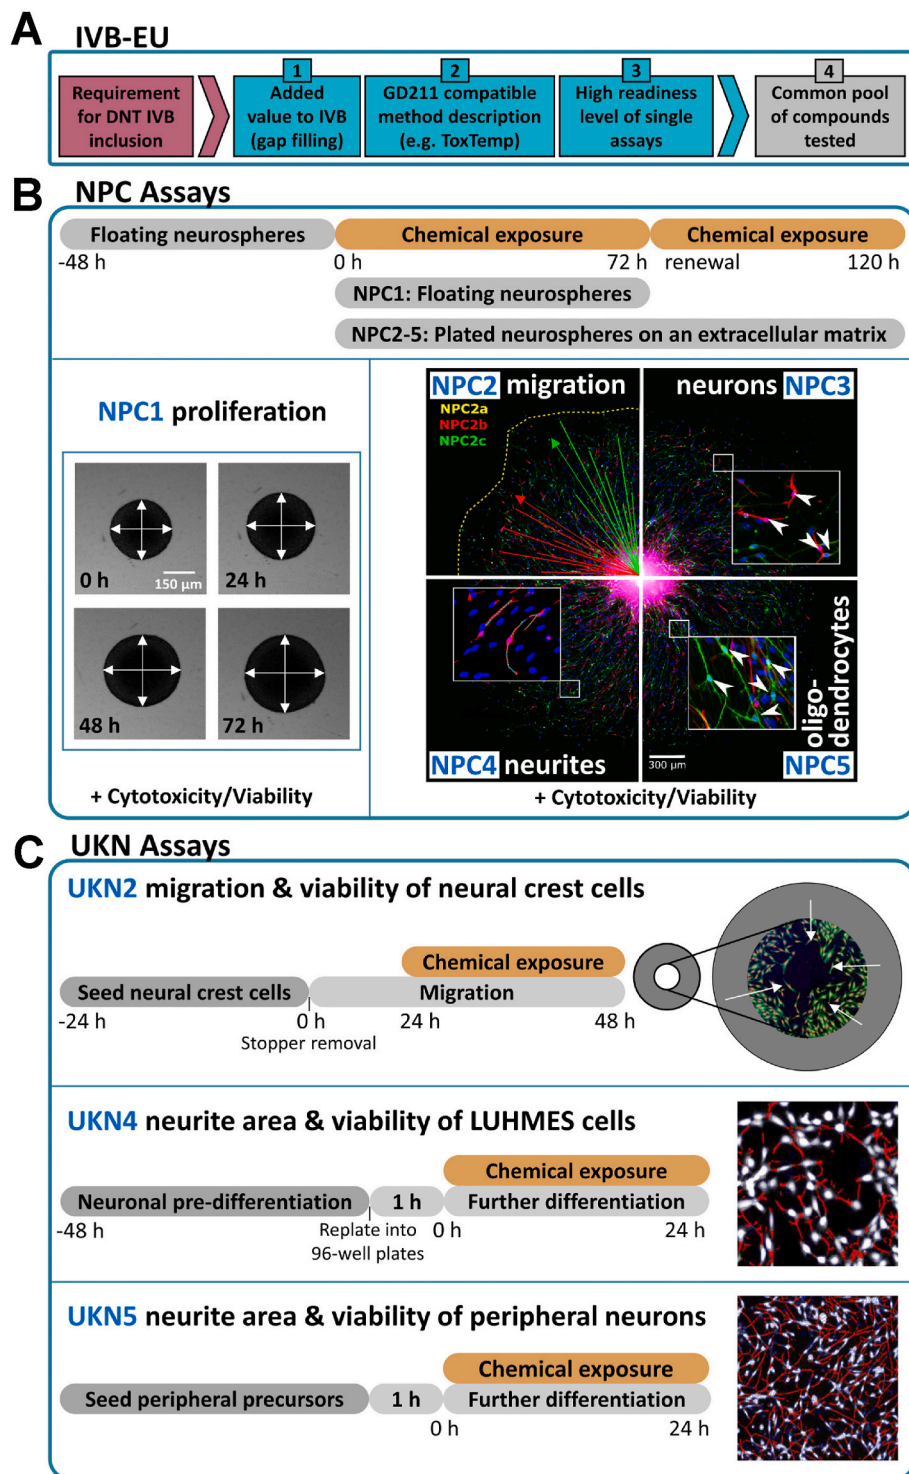 A
IVB-EU
Requirement
for DNT IVB
inclusion
1
Added
value to IVB
(gap filling)
2
GD211 compatible
method description
(e.g. ToxTemp)
3
High readiness
level of single
assays
4
Common pool
of compounds
tested
B
NPC Assays
Floating neurospheres
Chemical exposure
Chemical exposure
-48 h
0 h
72 h
renewal
120 h
NPC1: Floating neurospheres
NPC2-5: Plated neurospheres on an extracellular matrix
NPC1 proliferation
0 h
150 µm
24 h
48 h
72 h
+ Cytotoxicity/Viability
NPC2 migration
NPC2a
NPC2b
NPC2c
neurons NPC3
NPC4 neurites
oligo-
dendrocytes
NPC5
300 µm
+ Cytotoxicity/Viability
C
UKN Assays
UKN2 migration & viability of neural crest cells
Chemical exposure
Seed neural crest cells
Migration
-24 h
0 h
24 h
48 h
Stopper removal
UKN4 neurite area & viability of LUHMES cells
Chemical exposure
Neuronal pre-differentiation
1 h
Further differentiation
-48 h
Replate into
96-well plates
0 h
24 h
UKN5 neurite area & viability of peripheral neurons
Chemical exposure
Seed peripheral precursors
1 h
Further differentiation
0 h
24 h